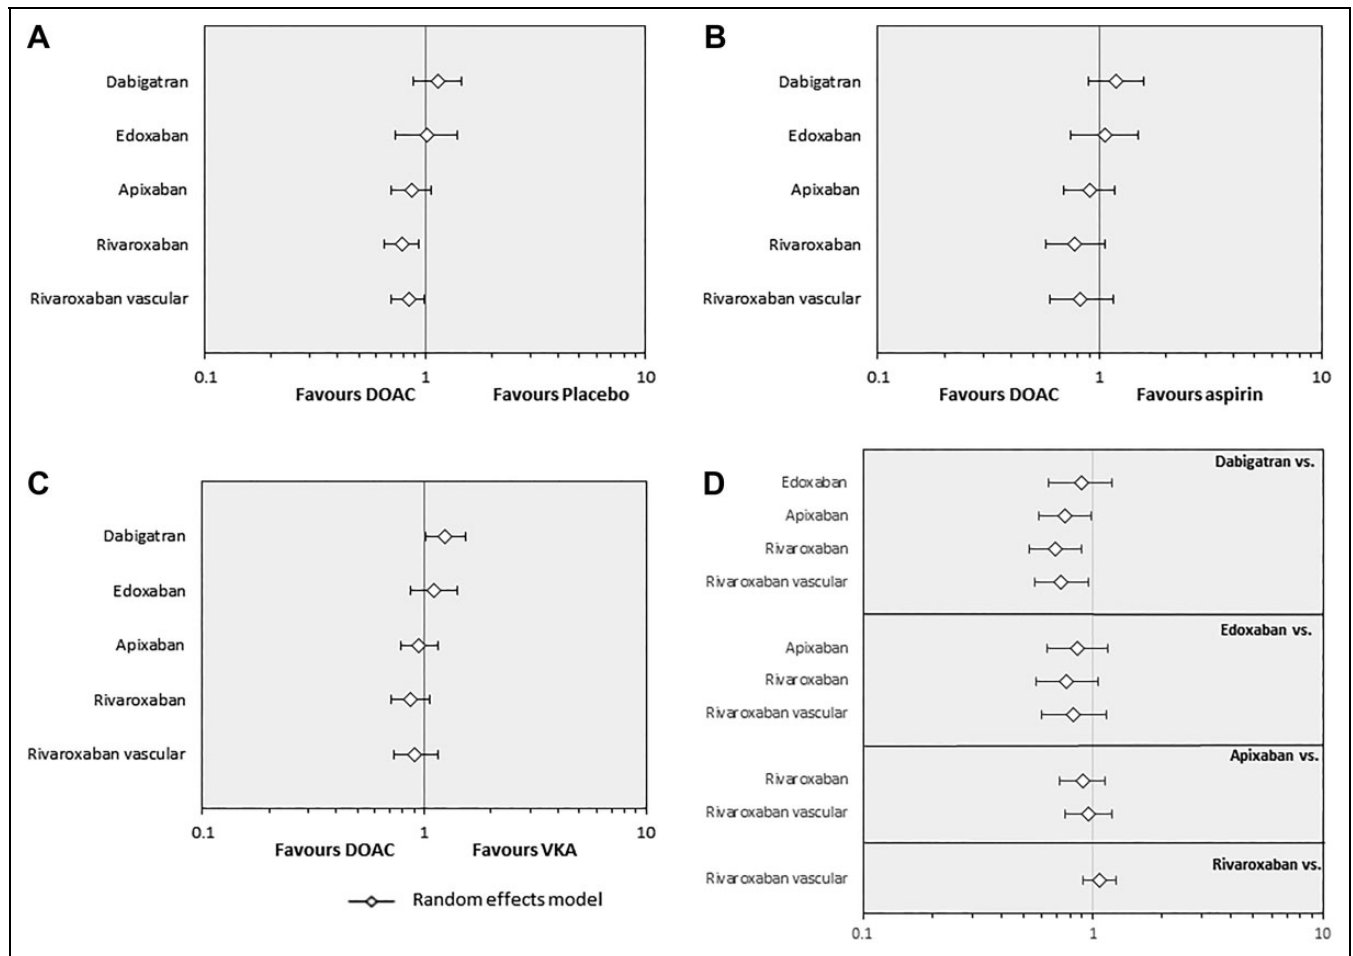 A
Dabigatran
Edoxaban
Apixaban
Rivaroxaban
Rivaroxaban vascular
0.1 1 10
Favours DOAC Favours Placebo
B
Dabigatran
Edoxaban
Apixaban
Rivaroxaban
Rivaroxaban vascular
0.1 1 10
Favours DOAC Favours aspirin
C
Dabigatran
Edoxaban
Apixaban
Rivaroxaban
Rivaroxaban vascular
0.1 1 10
Favours DOAC Favours VKA
Random effects model
D
Dabigatran vs.
Edoxaban
Apixaban
Rivaroxaban
Rivaroxaban vascular
Edoxaban vs.
Apixaban
Rivaroxaban
Rivaroxaban vascular
Apixaban vs.
Rivaroxaban
Rivaroxaban vascular
Rivaroxaban vs.
Rivaroxaban vascular
0.1 1 10